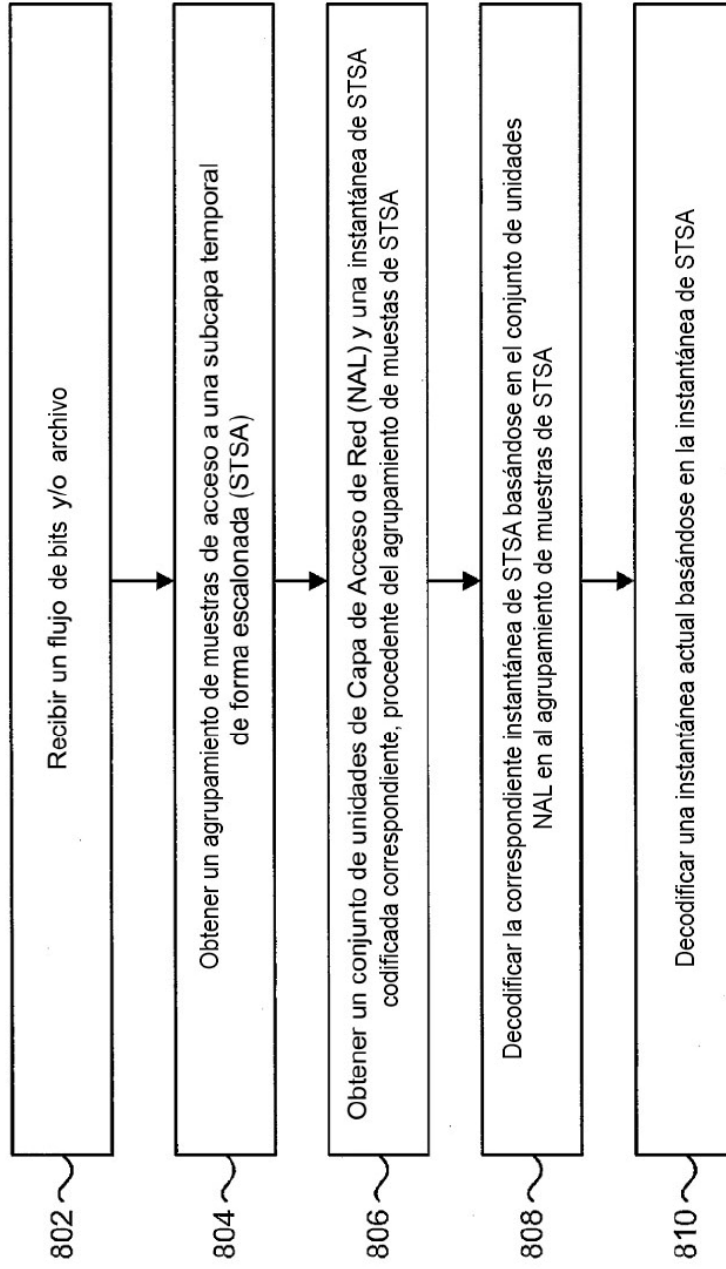 802
Recibir un flujo de bits y/o archivo
804
Obtener un agrupamiento de muestras de acceso a una subcapa temporal
de forma escalonada (STSA)
806
Obtener un conjunto de unidades de Capa de Acceso de Red (NAL) y una instantánea de STSA
codificada correspondiente, procedente del agrupamiento de muestas de STSA
808
Decodificar la correspondiente instantánea de STSA basándose en el conjunto de unidades
NAL en al agrupamiento de muestras de STSA
810
Decodificar una instantánea actual basándose en la instantánea de STSA